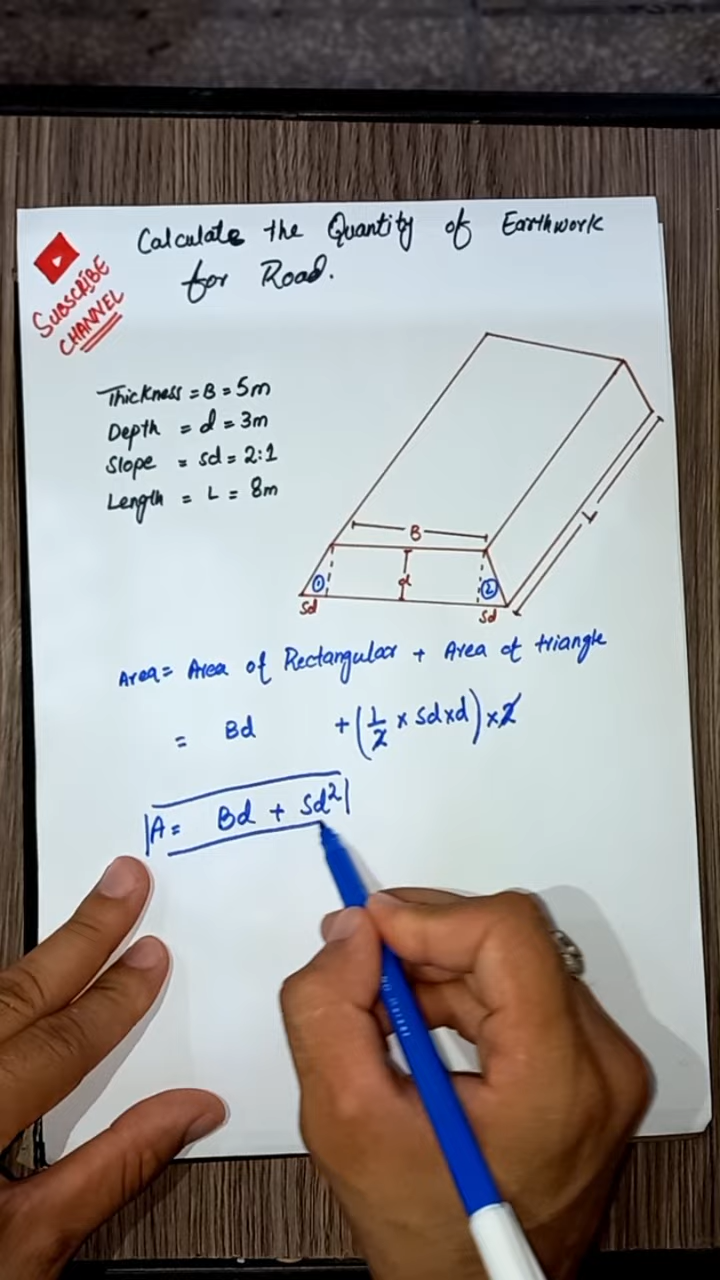 Calculate the Quantity of Earthwork
for Road.
SUBSCRIBE
CHANNEL
Thickness = B = 5m
Depth = d = 3m
Slope = sd = 2:1
Length = L = 8m
B
L
d
1
2
Sd
Sd
Area = Area of Rectangular + Area of triangle
= Bd + (1/2 × Sd×d) × 2
A = Bd + Sd²